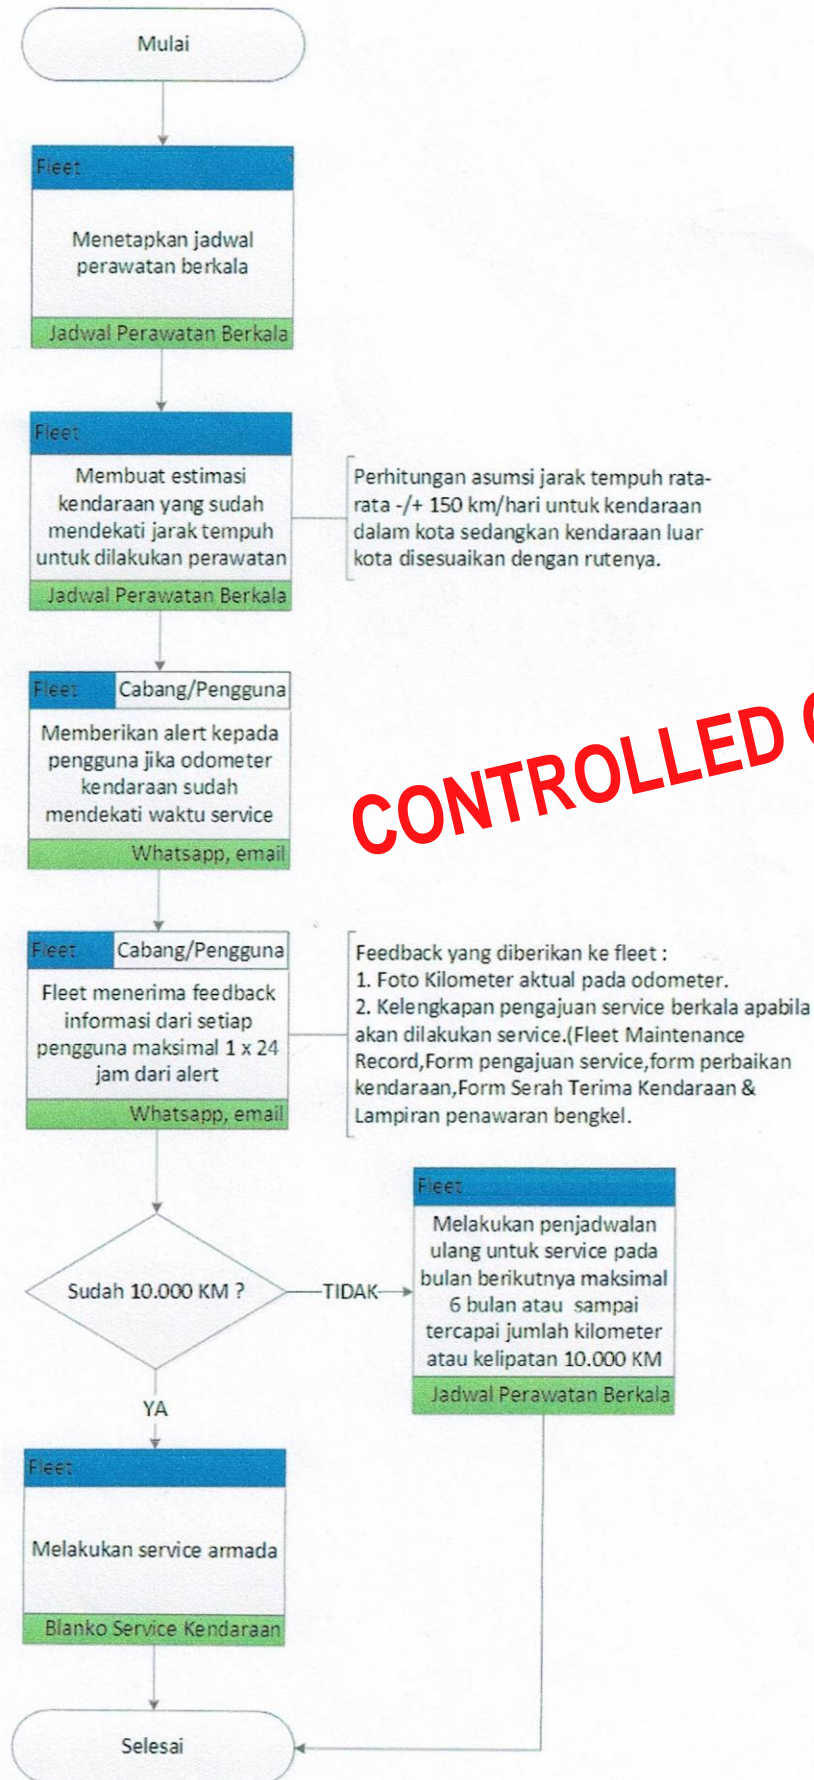 Mulai
Fleet
Menetapkan jadwal
perawatan berkala
Jadwal Perawatan Berkala
Fleet
Membuat estimasi
kendaraan yang sudah
mendekati jarak tempuh
untuk dilakukan perawatan
Jadwal Perawatan Berkala
Perhitungan asumsi jarak tempuh rata-
rata -/+ 150 km/hari untuk kendaraan
dalam kota sedangkan kendaraan luar
kota disesuaikan dengan rutenya.
Fleet
Cabang/Pengguna
Memberikan alert kepada
pengguna jika odometer
kendaraan sudah
mendekati waktu service
Whatsapp, email
CONTROLLED
Fleet
Cabang/Pengguna
Fleet menerima feedback
informasi dari setiap
pengguna maksimal 1 x 24
jam dari alert
Whatsapp, email
Feedback yang diberikan ke fleet :
1. Foto Kilometer aktual pada odometer.
2. Kelengkapan pengajuan service berkala apabila
akan dilakukan service.(Fleet Maintenance
Record,Form pengajuan service,form perbaikan
kendaraan,Form Serah Terima Kendaraan &
Lampiran penawaran bengkel.
Sudah 10.000 KM ?
TIDAK
Fleet
Melakukan penjadwalan
ulang untuk service pada
bulan berikutnya maksimal
6 bulan atau sampai
tercapai jumlah kilometer
atau kelipatan 10.000 KM
Jadwal Perawatan Berkala
YA
Fleet
Melakukan service armada
Blanko Service Kendaraan
Selesai